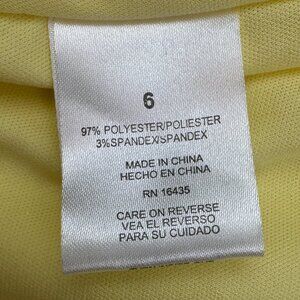 6
97% POLYESTER/POLIESTER
3%SPANDEX/SPANDEX
MADE IN CHINA
HECHO EN CHINA
RN 16435
CARE ON REVERSE
VEA EL REVERSO
PARA SU CUIDADO